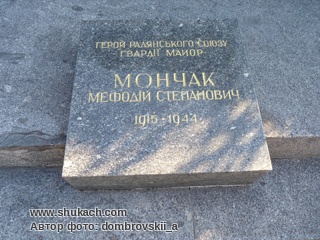 ГЕРОЙ РАДЯНСЬКОГО СОЮЗУ
ГВАРДІЇ МАЙОР
МОНЧАК
МЕФОДІЙ СТЕПАНОВИЧ
1915-1944
www.shukach.com
Автор фото: dombrovskii_a